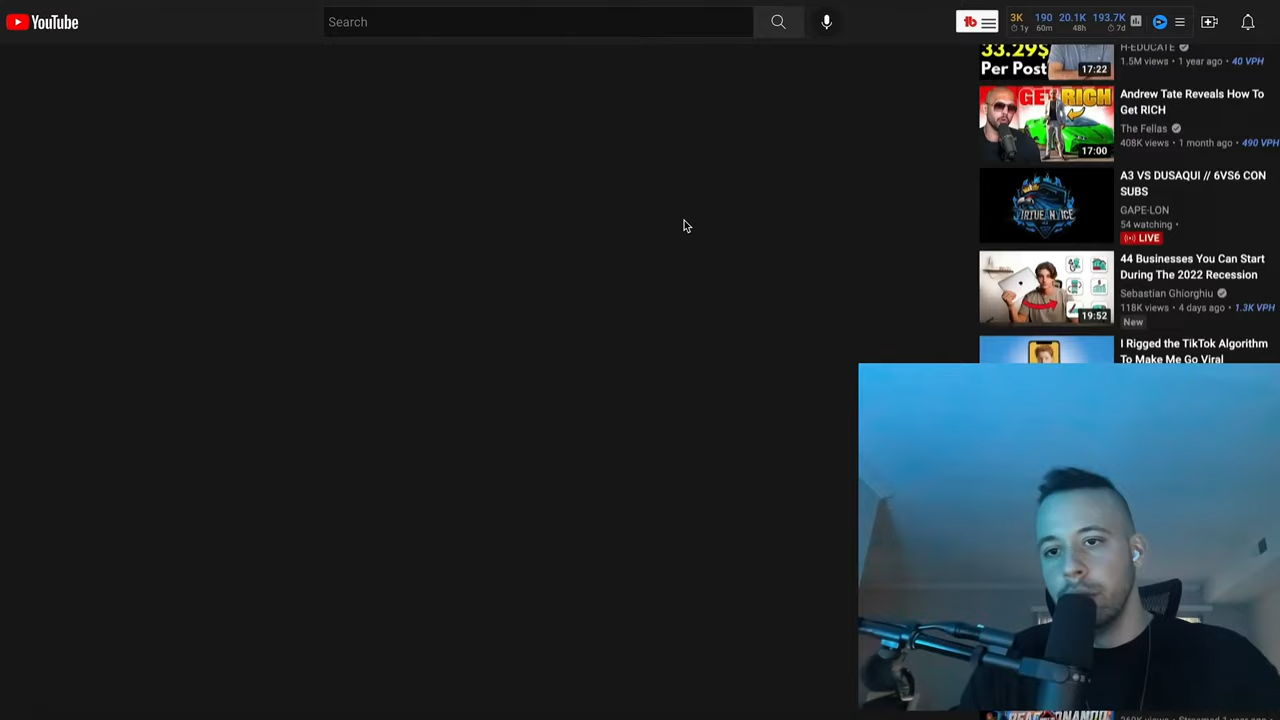 YouTube
Search
tb
3K 190 20.1K 193.7K
1y 60m 48h 7d
33.29$
Per Post
17:22
H-EDUCATE
1.5M views • 1 year ago • 40 VPH
GET RICH
17:00
Andrew Tate Reveals How To
Get RICH
The Fellas
408K views • 1 month ago • 490 VPH
VIRTUE N VICE
A3 VS DUSAQUI // 6VS6 CON
SUBS
GAPE-LON
54 watching •
LIVE
19:52
44 Businesses You Can Start
During The 2022 Recession
Sebastian Ghiorghiu
118K views • 4 days ago • 1.3K VPH
New
I Rigged the TikTok Algorithm
To Make Me Go Viral